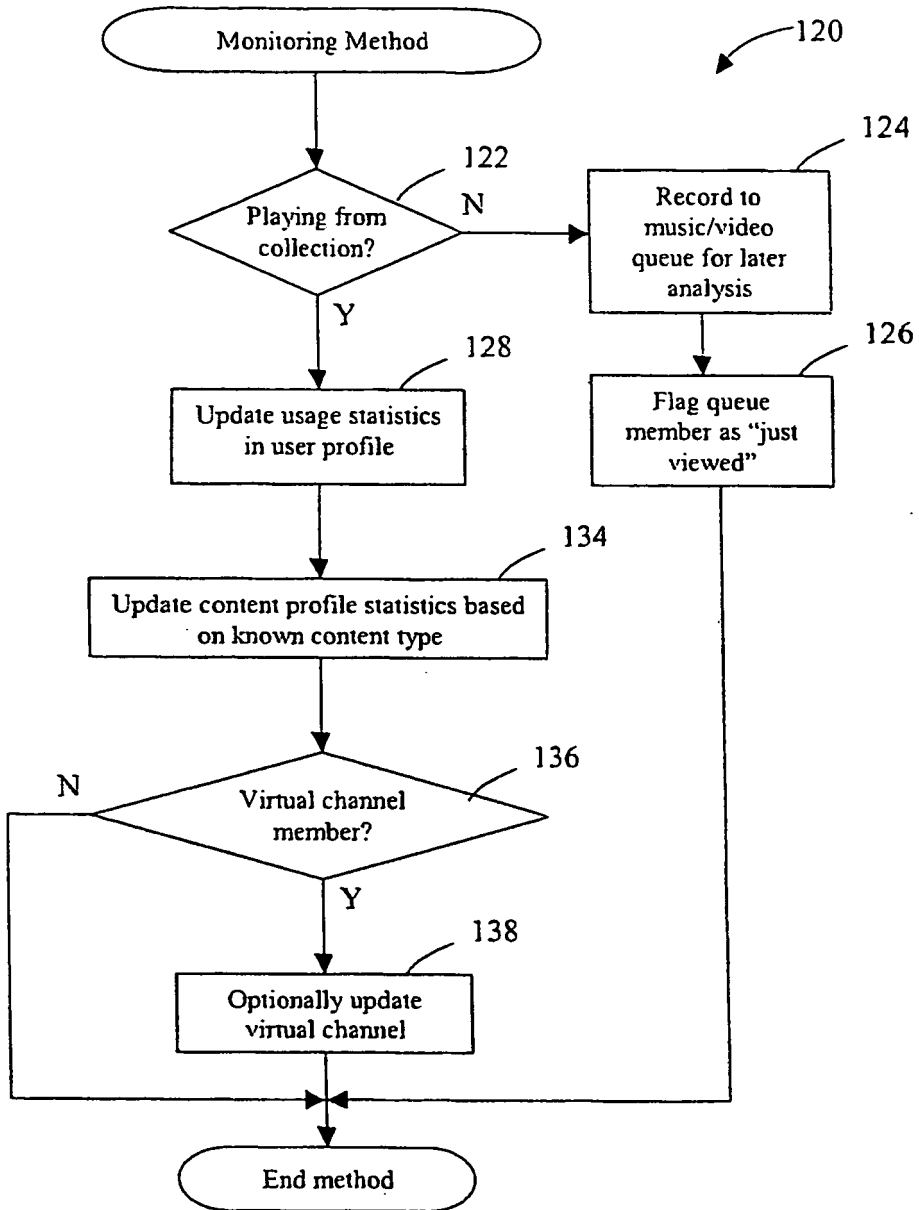 Monitoring Method
120
122
Playing from
collection?
N
124
Record to
music/video
queue for later
analysis
Y
126
Flag queue
member as “just
viewed”
128
Update usage statistics
in user profile
134
Update content profile statistics based
on known content type
136
N
Virtual channel
member?
Y
138
Optionally update
virtual channel
End method